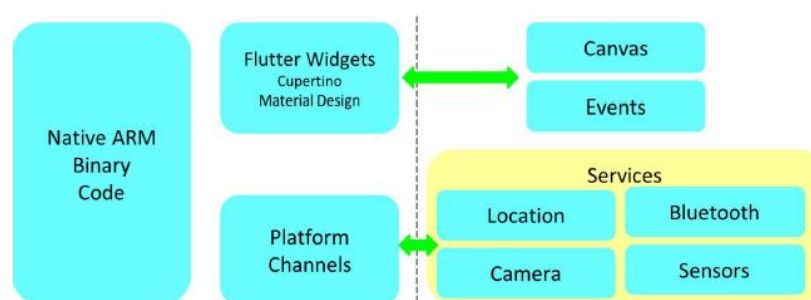 Native ARM
Binary
Code
Flutter Widgets
Cupertino
Material Design
Platform
Channels
Canvas
Events
Services
Location
Bluetooth
Camera
Sensors